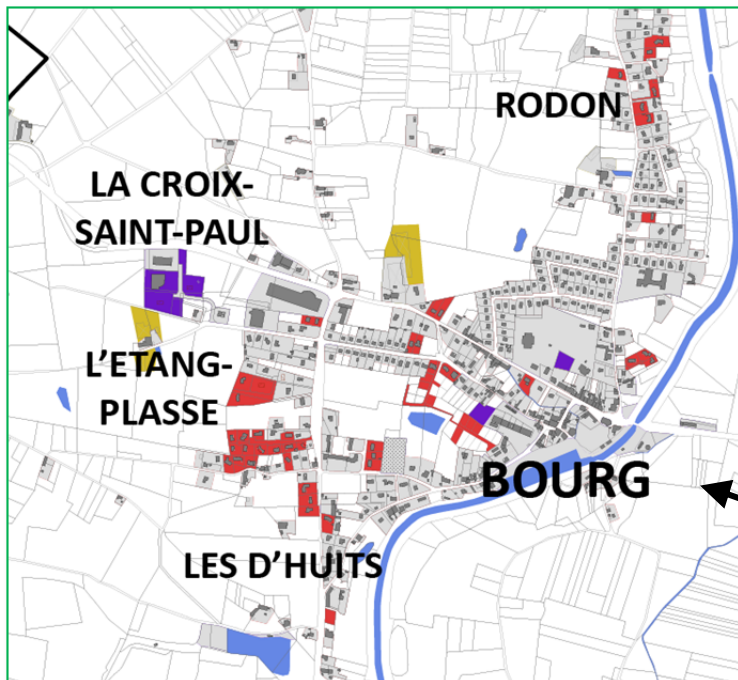 RODON
LA CROIX-
SAINT-PAUL
L'ETANG-
PLASSE
BOURG
LES D'HUITS